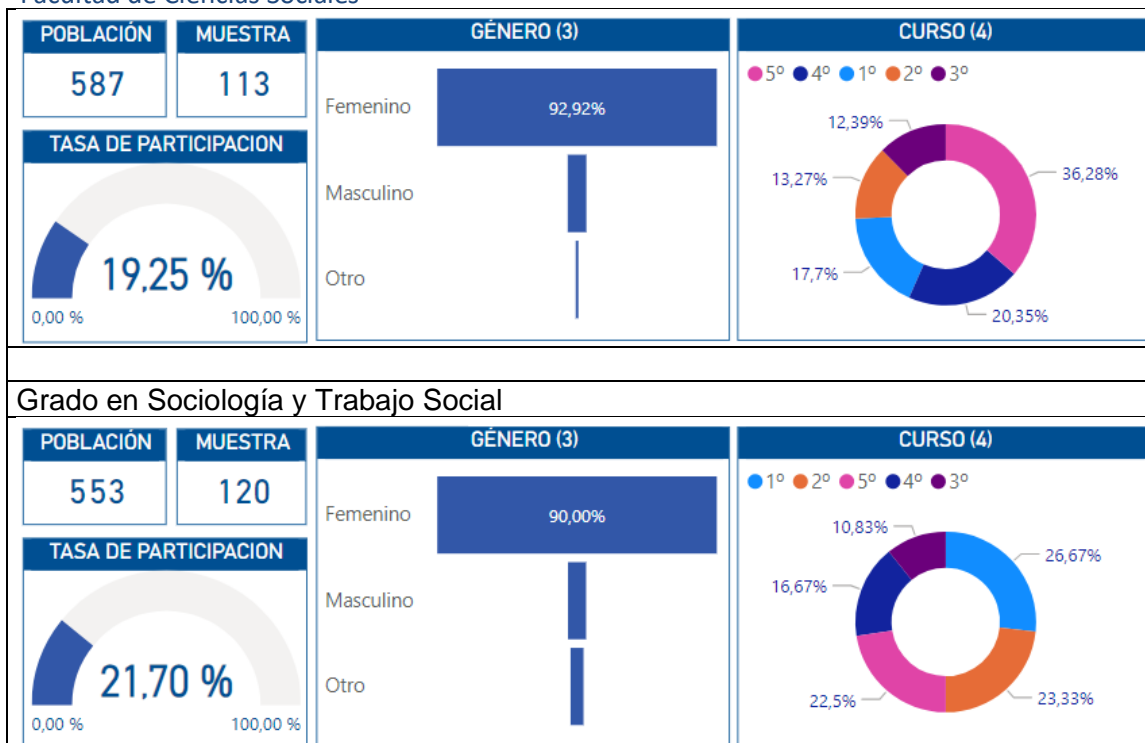 Facultad de Ciencias Sociales
POBLACIÓN
587
MUESTRA
113
TASA DE PARTICIPACION
19,25 %
0,00 %
100,00 %
GÉNERO (3)
Femenino
92,92%
Masculino
Otro
CURSO (4)
5º 4º 1º 2º 3º
12,39%
36,28%
13,27%
17,7%
20,35%
Grado en Sociología y Trabajo Social
POBLACIÓN
553
MUESTRA
120
TASA DE PARTICIPACION
21,70 %
0,00 %
100,00 %
GÉNERO (3)
Femenino
90,00%
Masculino
Otro
CURSO (4)
1º 2º 5º 4º 3º
10,83%
26,67%
16,67%
22,5%
23,33%